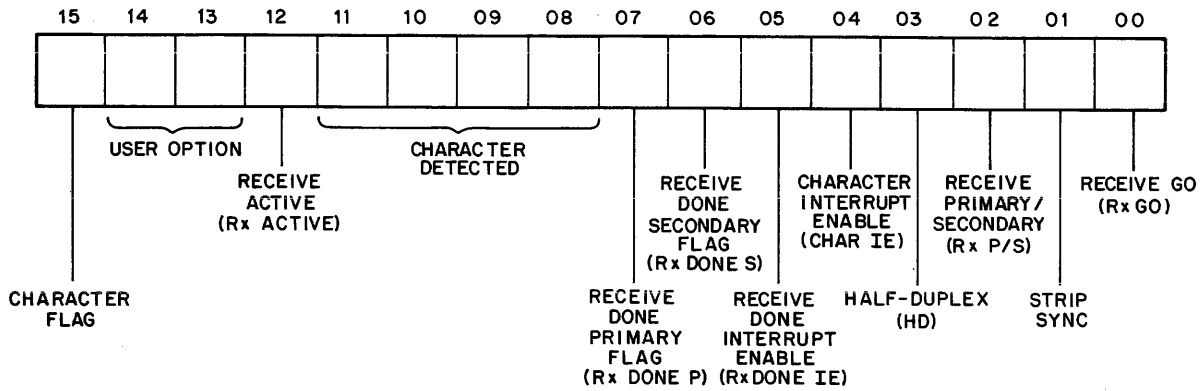 15 14 13 12 11 10 09 08 07 06 05 04 03 02 01 00
USER OPTION
CHARACTER
DETECTED
RECEIVE
ACTIVE
(Rx ACTIVE)
RECEIVE
DONE
SECONDARY
FLAG
(Rx DONE S)
CHARACTER
INTERRUPT
ENABLE
(CHAR IE)
RECEIVE
PRIMARY/
SECONDARY
(Rx P/S)
RECEIVE GO
(Rx GO)
CHARACTER
FLAG
RECEIVE
DONE
PRIMARY
FLAG
(Rx DONE P)
RECEIVE
DONE
INTERRUPT
ENABLE
(RxDONE IE)
HALF-DUPLEX
(HD)
STRIP
SYNC